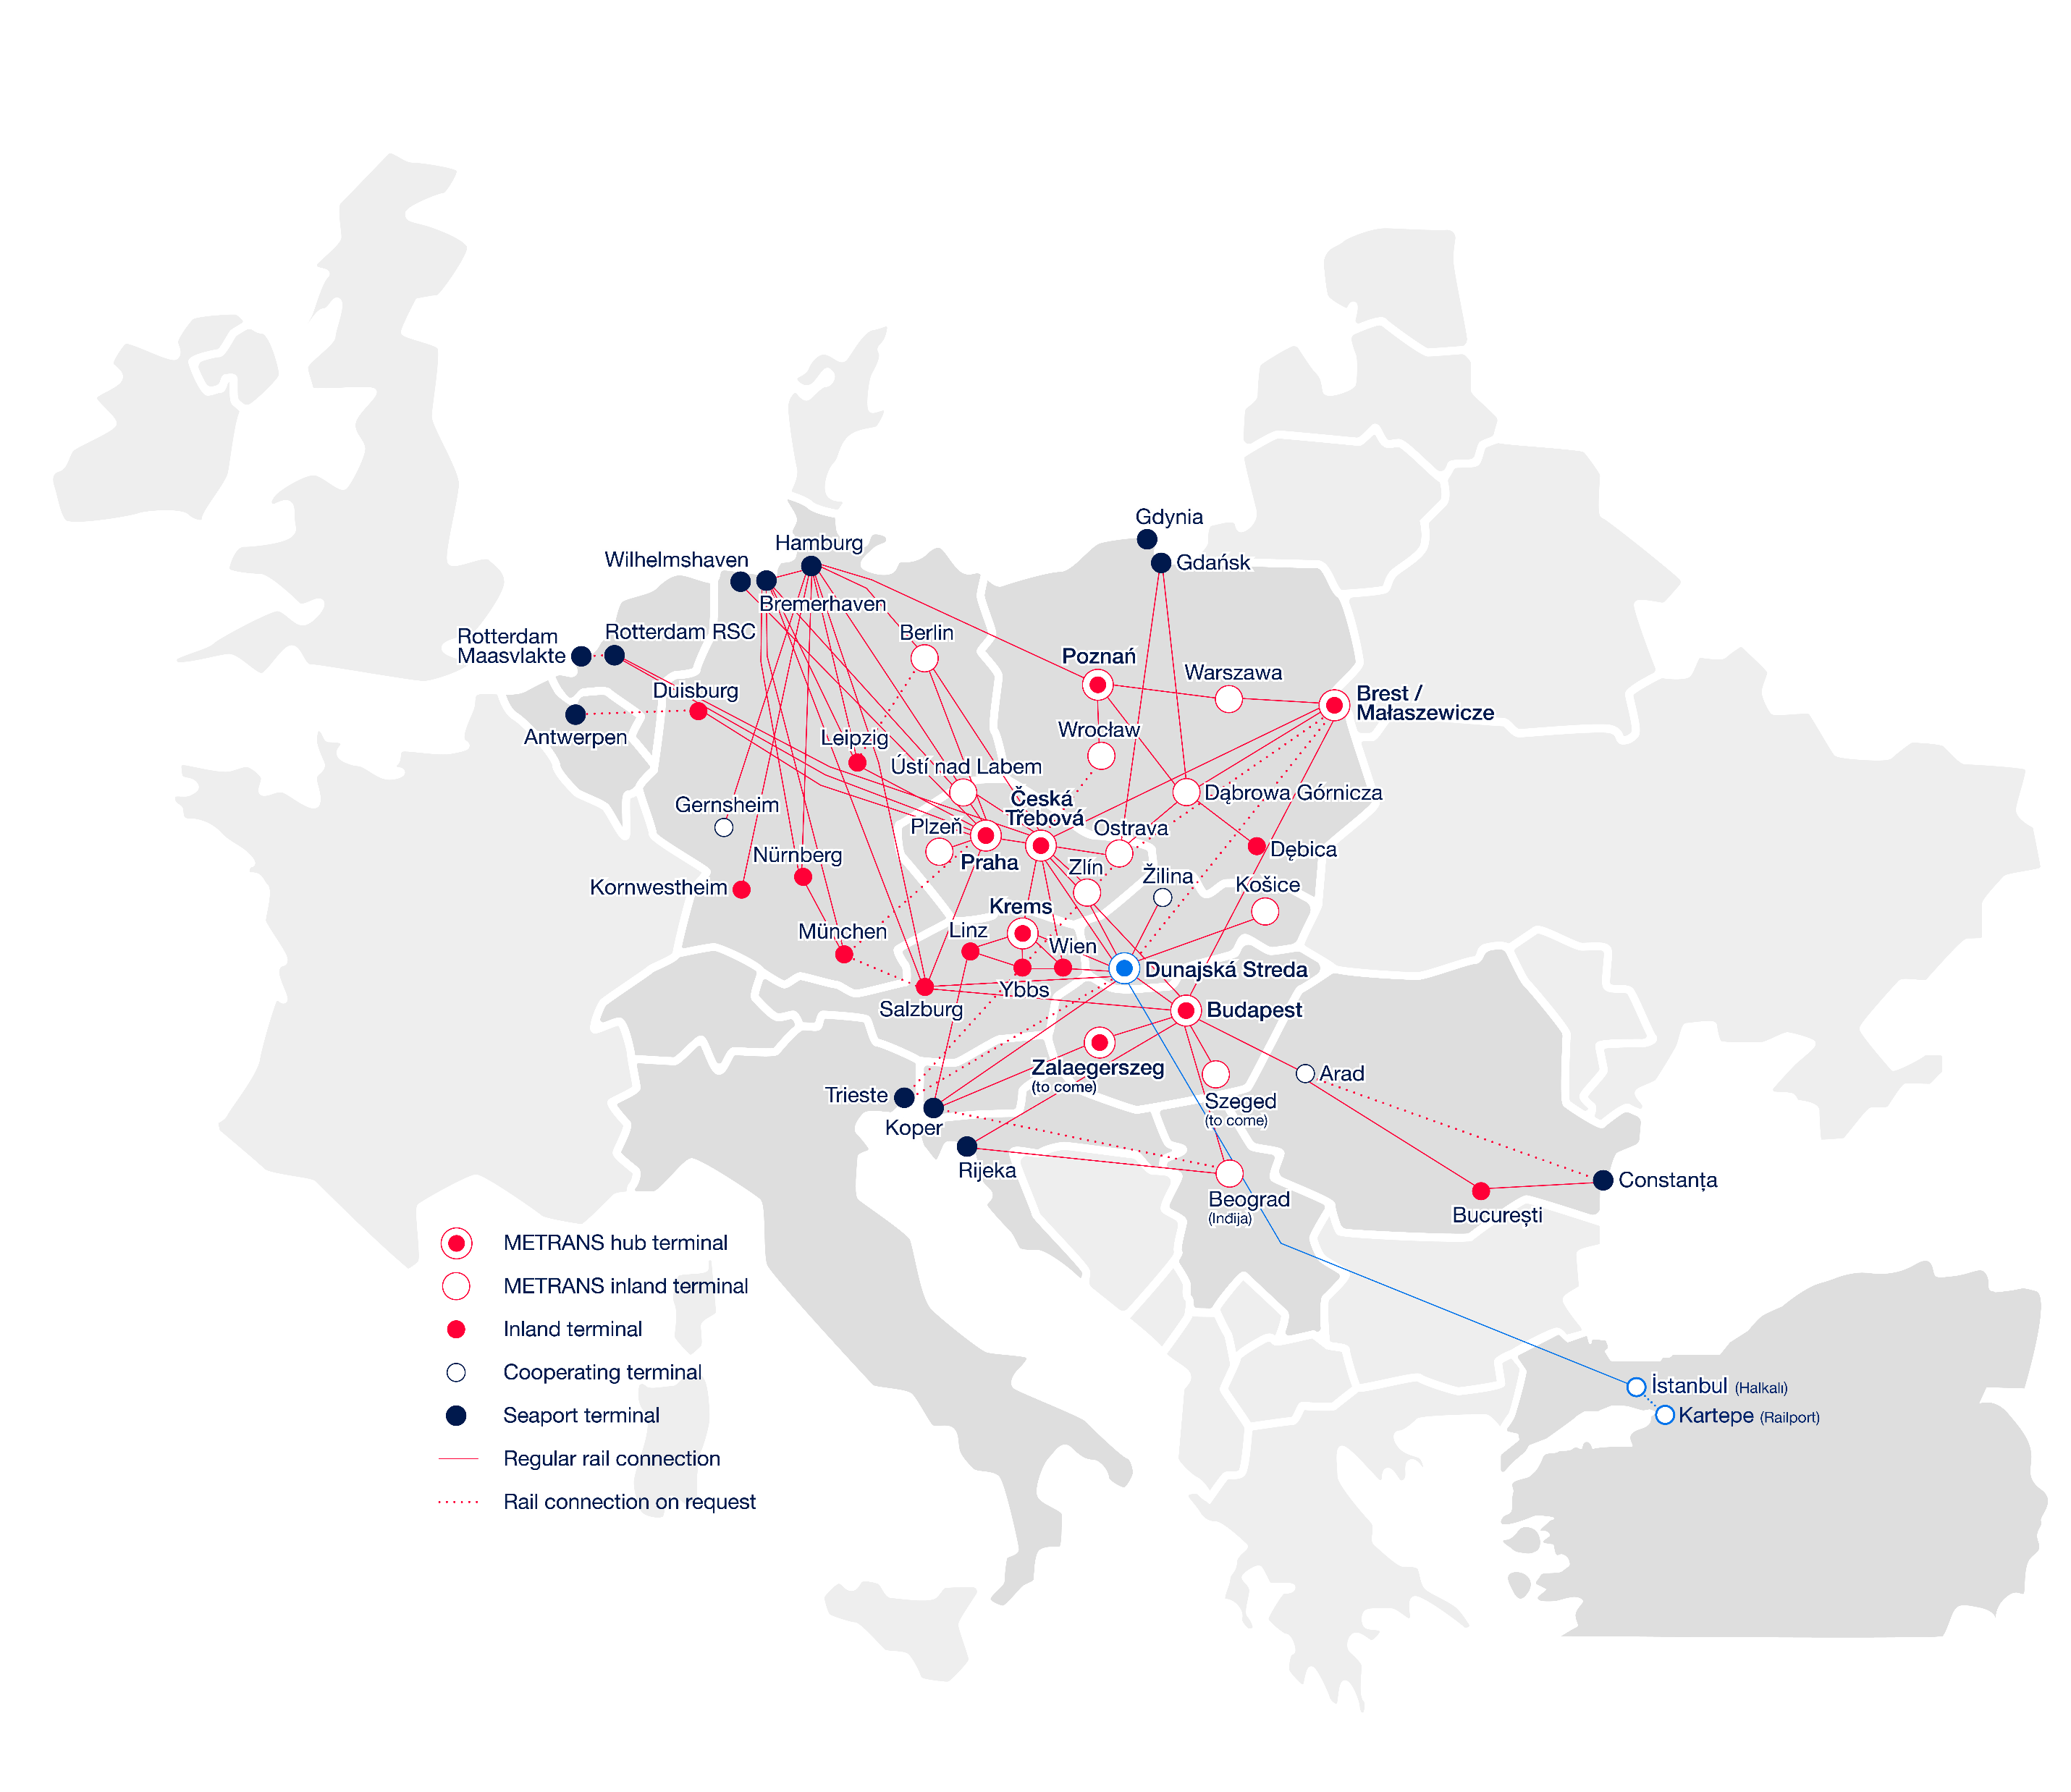 Gdynia
Hamburg
Wilhelmshaven
Gdańsk
Bremerhaven
Rotterdam
Maasvlakte
Rotterdam RSC
Berlin
Poznań
Warszawa
Duisburg
Brest /
Małaszewicze
Antwerpen
Wrocław
Leipzig
Ústí nad Labem
Dąbrowa Górnicza
Česká
Třebová
Gernsheim
Plzeň
Ostrava
Dębica
Nürnberg
Praha
Zlín
Žilina
Košice
Kornwestheim
Krems
München
Linz
Wien
Dunajská Streda
Ybbs
Salzburg
Budapest
Zalaegerszeg
(to come)
Arad
Trieste
Szeged
(to come)
Koper
Rijeka
Constanța
Beograd
(Inđija)
București
METRANS hub terminal
METRANS inland terminal
Inland terminal
Cooperating terminal
Seaport terminal
Regular rail connection
Rail connection on request
İstanbul (Halkalı)
Kartepe (Railport)